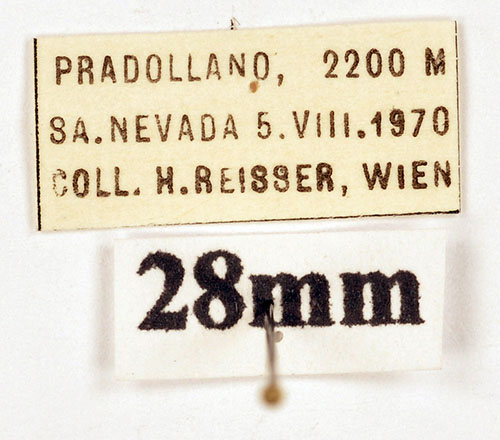 PRADOLLANO, 2200 M
SA. NEVADA 5.VIII.1970
COLL. H. REISSER, WIEN
28mm